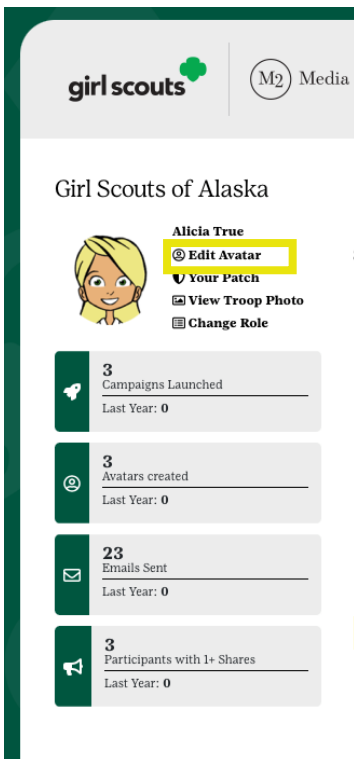 girl scouts
M2 Media
Girl Scouts of Alaska
Alicia True
Edit Avatar
Your Patch
View Troop Photo
Change Role
3
Campaigns Launched
Last Year: 0
3
Avatars created
Last Year: 0
23
Emails Sent
Last Year: 0
3
Participants with 1+ Shares
Last Year: 0